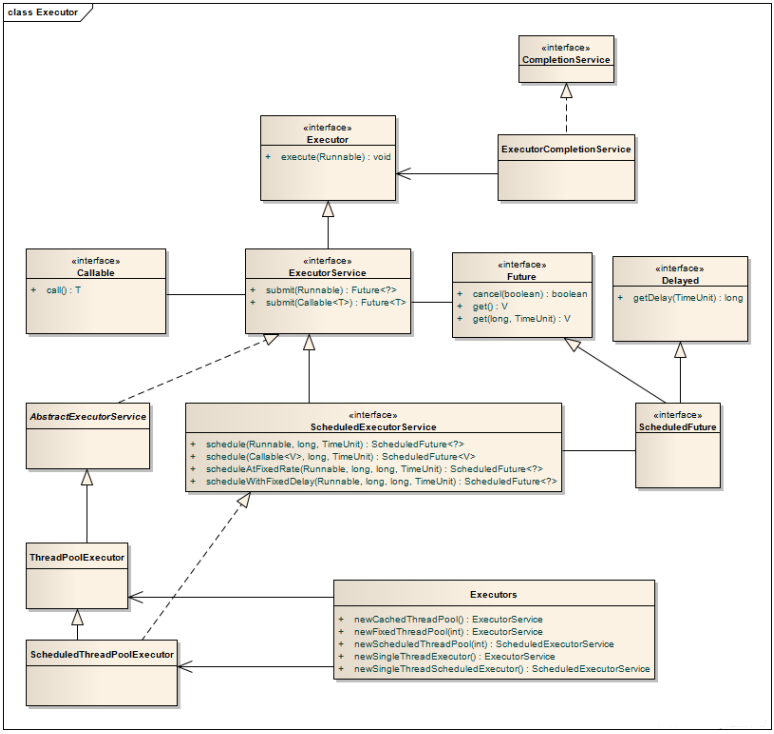 class Executor
«interface»
CompletionService
«interface»
Executor
+ execute(Runnable) : void
ExecutorCompletionService
«interface»
Callable
+ call() : T
«interface»
ExecutorService
+ submit(Runnable) : Future<?>
+ submit(Callable<T>) : Future<T>
«interface»
Future
+ cancel(boolean) : boolean
+ get() : V
+ get(long, TimeUnit) : V
«interface»
Delayed
+ getDelay(TimeUnit) : long
AbstractExecutorService
«interface»
ScheduledExecutorService
+ schedule(Runnable, long, TimeUnit) : ScheduledFuture<?>
+ schedule(Callable<V>, long, TimeUnit) : ScheduledFuture<V>
+ scheduleAtFixedRate(Runnable, long, long, TimeUnit) : ScheduledFuture<?>
+ scheduleWithFixedDelay(Runnable, long, long, TimeUnit) : ScheduledFuture<?>
«interface»
ScheduledFuture
ThreadPoolExecutor
Executors
+ newCachedThreadPool() : ExecutorService
+ newFixedThreadPool(int) : ExecutorService
+ newScheduledThreadPool(int) : ScheduledExecutorService
+ newSingleThreadExecutor() : ExecutorService
+ newSingleThreadScheduledExecutor() : ScheduledExecutorService
ScheduledThreadPoolExecutor